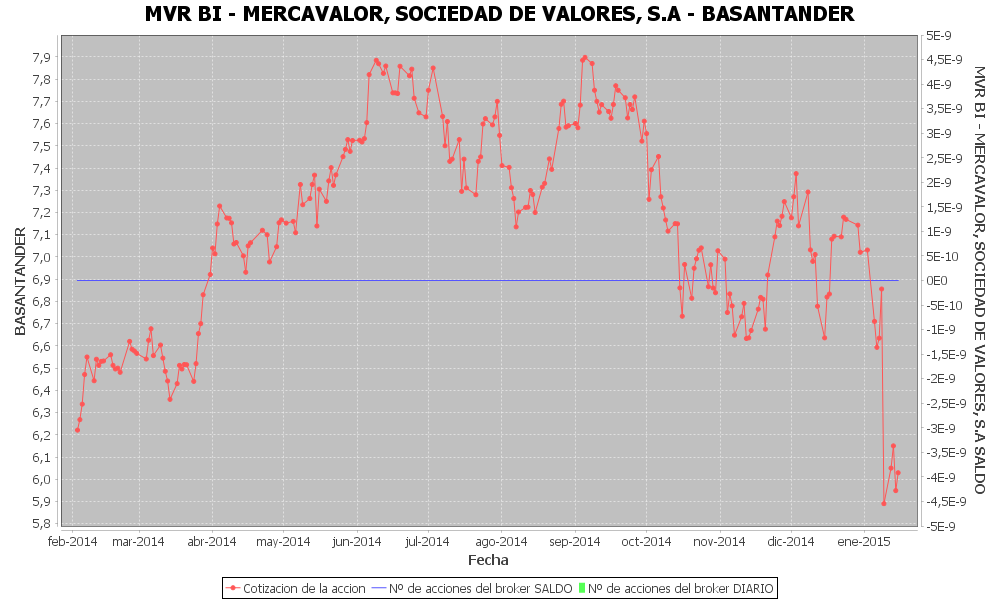 MVR BI - MERCAVALOR, SOCIEDAD DE VALORES, S.A - BASANTANDER
BASANTANDER
7,9
7,8
7,7
7,6
7,5
7,4
7,3
7,2
7,1
7,0
6,9
6,8
6,7
6,6
6,5
6,4
6,3
6,2
6,1
6,0
5,9
5,8
5E-9
4,5E-9
4E-9
3,5E-9
3E-9
2,5E-9
2E-9
1,5E-9
1E-9
5E-10
0E0
-5E-10
-1E-9
-1,5E-9
-2E-9
-2,5E-9
-3E-9
-3,5E-9
-4E-9
-4,5E-9
-5E-9
MVR BI - MERCAVALOR, SOCIEDAD DE VALORES, S.A SALDO
feb-2014 mar-2014 abr-2014 may-2014 jun-2014 jul-2014 ago-2014 sep-2014 oct-2014 nov-2014 dic-2014 ene-2015
Fecha
Cotizacion de la accion Nº de acciones del broker SALDO Nº de acciones del broker DIARIO